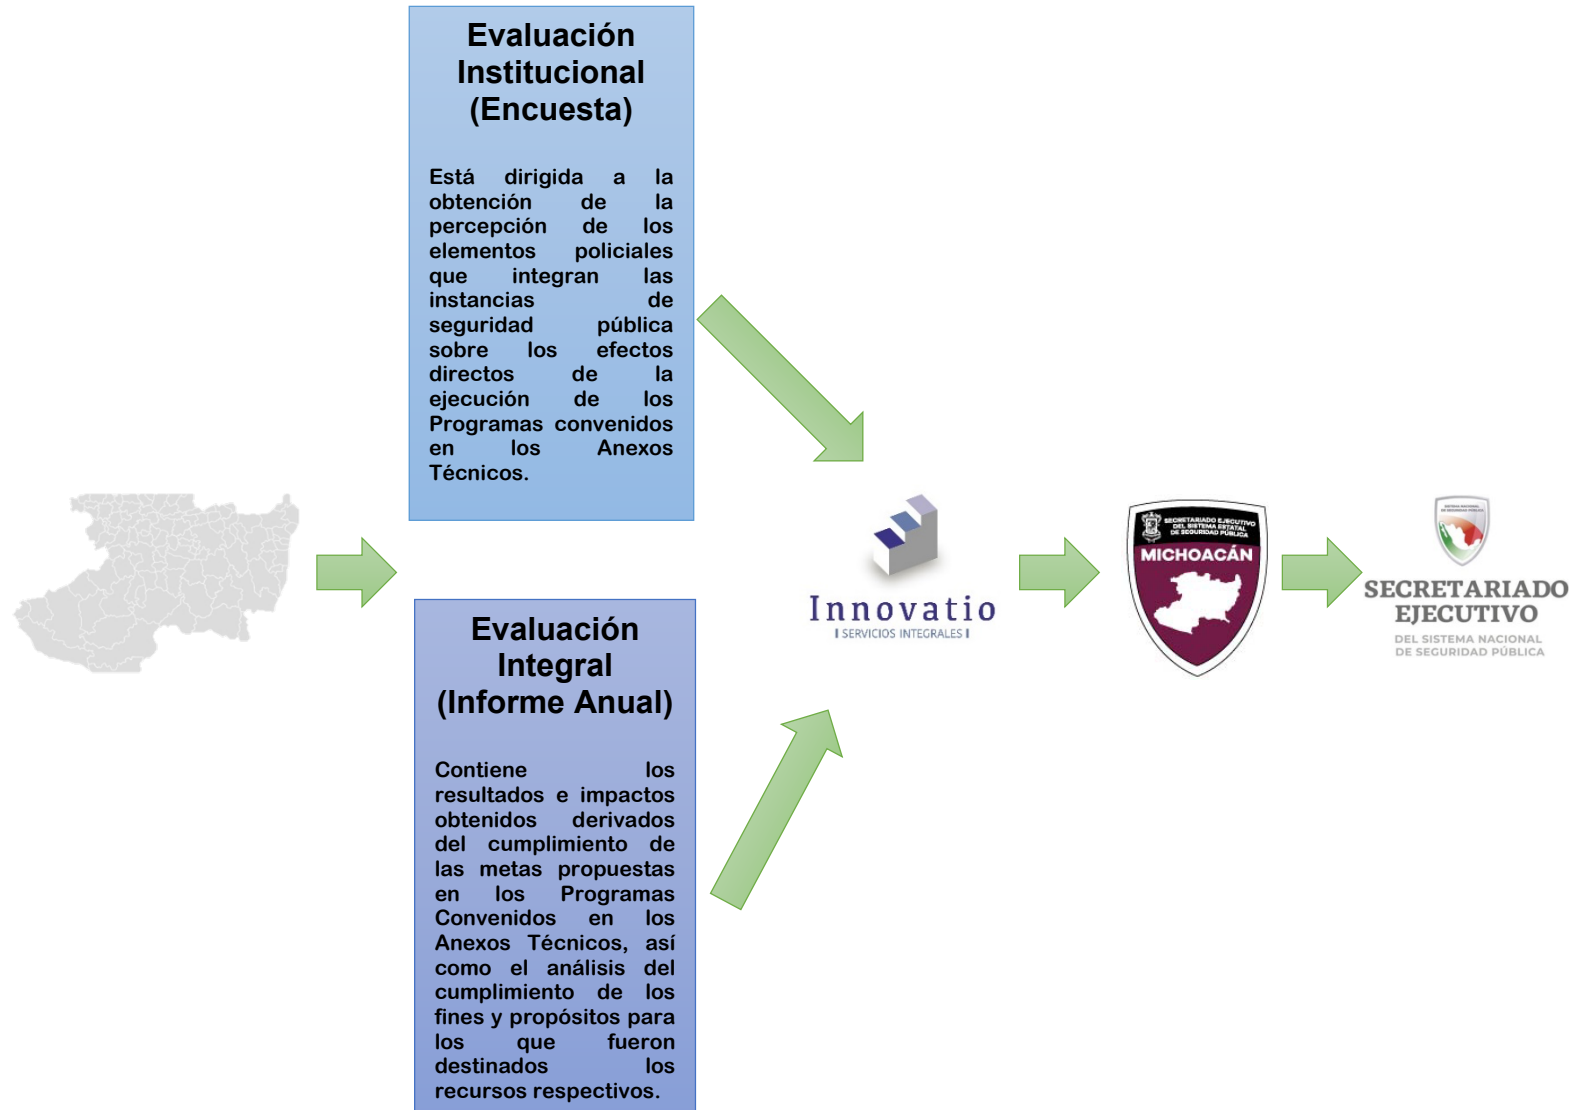 Evaluación
Institucional
(Encuesta)
Está dirigida a la
obtención de la
percepción de los
elementos policiales
que integran las
instancias de
seguridad pública
sobre los efectos
directos de la
ejecución de los
Programas convenidos
en los Anexos
Técnicos.
Evaluación
Integral
(Informe Anual)
Contiene los
resultados e impactos
obtenidos derivados
del cumplimiento de
las metas propuestas
en los Programas
Convenidos en los
Anexos Técnicos, así
como el análisis del
cumplimiento de los
fines y propósitos para
los que fueron
destinados los
recursos respectivos.
Innovatio
SERVICIOS INTEGRALES
SECRETARIADO EJECUTIVO
DEL SISTEMA ESTATAL
DE SEGURIDAD PÚBLICA
MICHOACÁN
SISTEMA NACIONAL
DE SEGURIDAD PÚBLICA
SECRETARIADO
EJECUTIVO
DEL SISTEMA NACIONAL
DE SEGURIDAD PÚBLICA